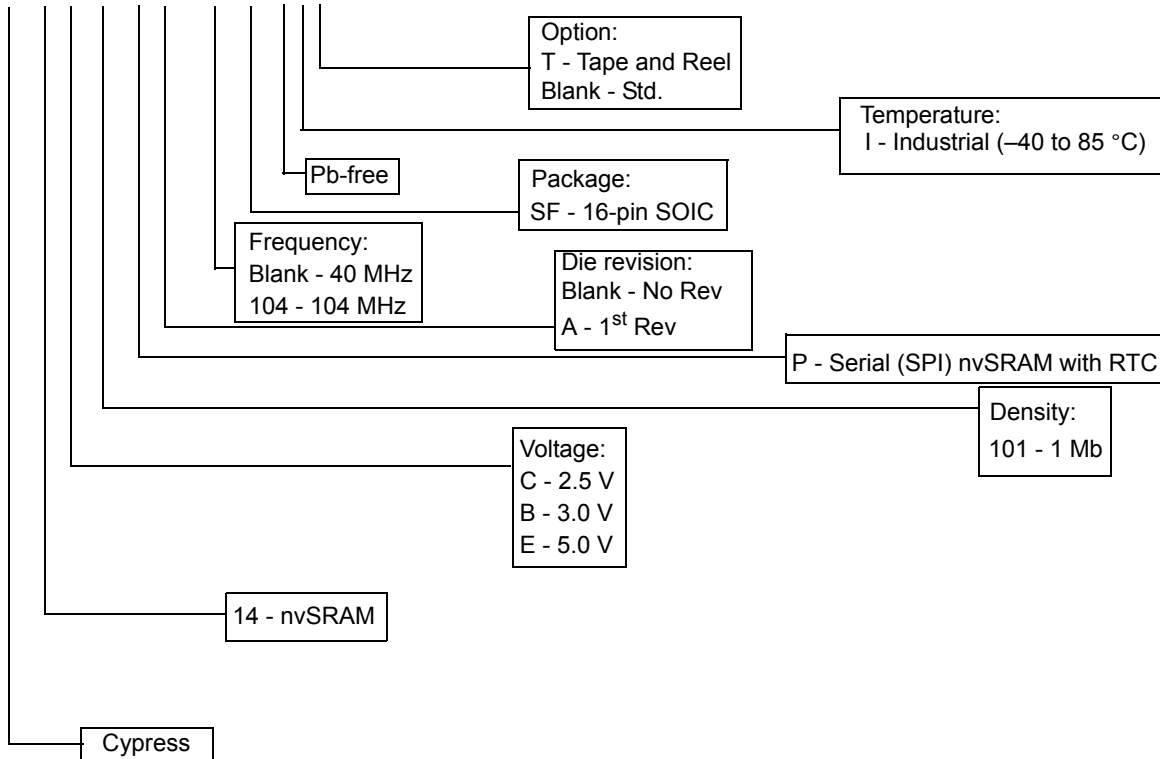 Option:
T - Tape and Reel
Blank - Std.
Temperature:
I - Industrial (–40 to 85 °C)
Pb-free
Package:
SF - 16-pin SOIC
Frequency:
Blank - 40 MHz
104 - 104 MHz
Die revision:
Blank - No Rev
A - 1st Rev
P - Serial (SPI) nvSRAM with RTC
Density:
101 - 1 Mb
Voltage:
C - 2.5 V
B - 3.0 V
E - 5.0 V
14 - nvSRAM
Cypress